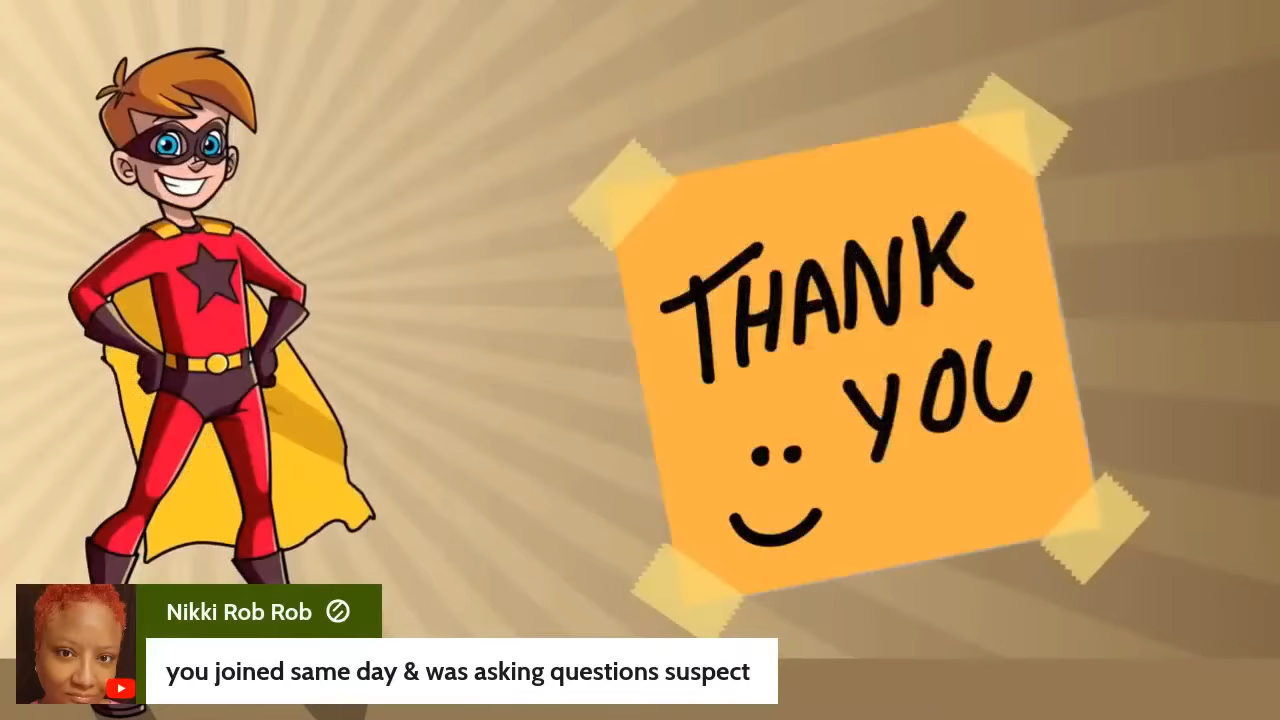 THANK
YOU
Nikki Rob Rob
you joined same day & was asking questions suspect